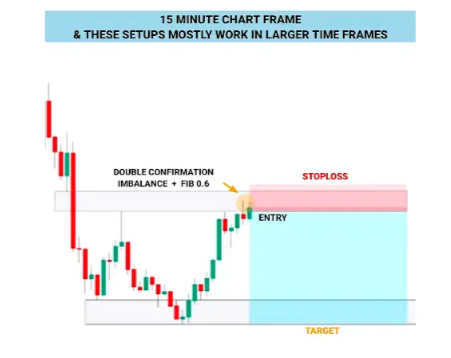 15 MINUTE CHART FRAME
& THESE SETUPS MOSTLY WORK IN LARGER TIME FRAMES
DOUBLE CONFIRMATION
IMBALANCE + FIB 0.6
STOPLOSS
ENTRY
TARGET